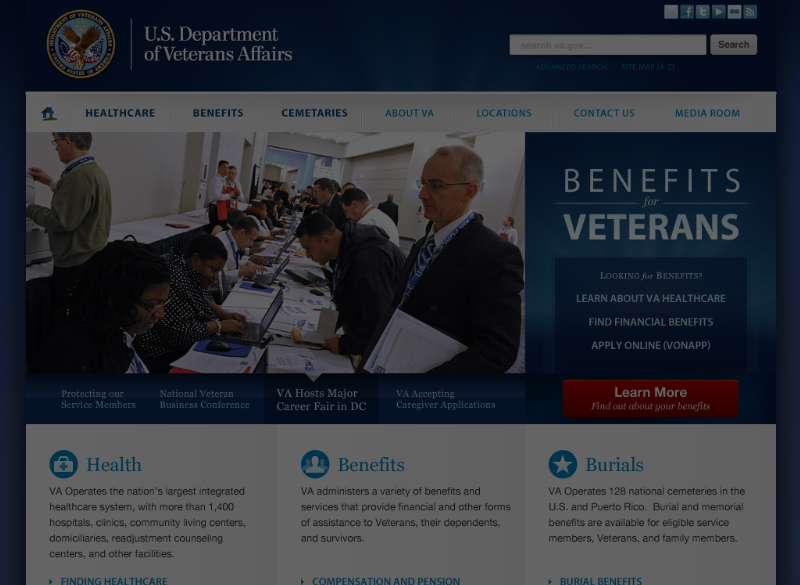 U.S. Department
of Veterans Affairs
search va.gov...
Search
ADVANCED SEARCH
SITE MAP (A-Z)
HEALTHCARE
BENEFITS
CEMETARIES
ABOUT VA
LOCATIONS
CONTACT US
MEDIA ROOM
BENEFITS
for
VETERANS
LOOKING for BENEFITS?
LEARN ABOUT VA HEALTHCARE
FIND FINANCIAL BENEFITS
APPLY ONLINE (VONAPP)
Learn More
Find out about your benefits
Protecting our
Service Members
National Veteran
Business Conference
VA Hosts Major
Career Fair in DC
VA Accepting
Caregiver Applications
Health
VA Operates the nation's largest integrated
healthcare system, with more than 1,400
hospitals, clinics, community living centers,
domiciliaries, readjustment counseling
centers, and other facilities.
FINDING HEALTHCARE
Benefits
VA administers a variety of benefits and
services that provide financial and other forms
of assistance to Veterans, their dependents,
and survivors.
COMPENSATION AND PENSION
Burials
VA Operates 128 national cemeteries in the
U.S. and Puerto Rico. Burial and memorial
benefits are available for eligible service
members, Veterans, and family members.
BURIAL BENEFITS